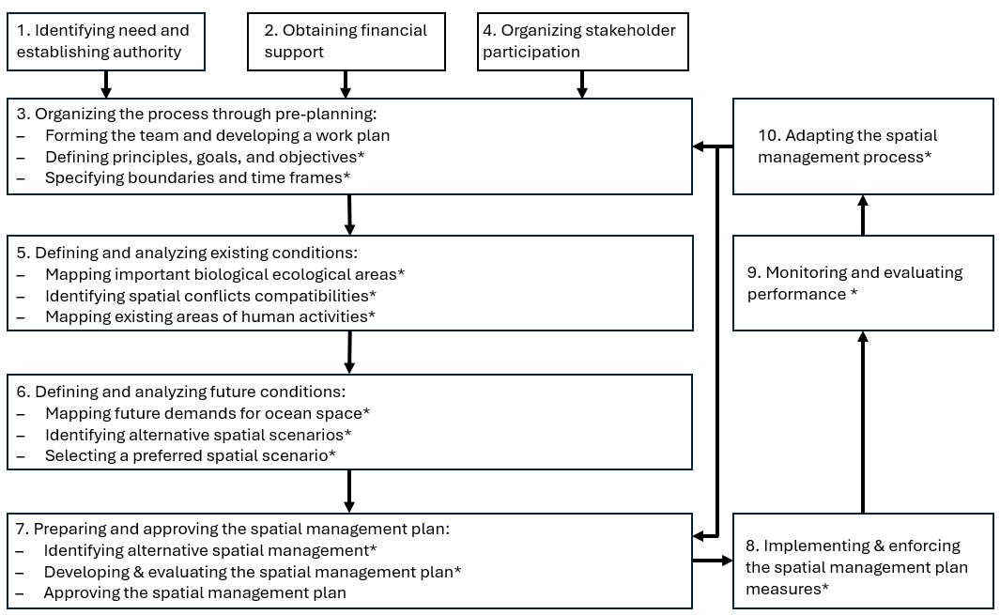 1. Identifying need and
establishing authority
2. Obtaining financial
support
4. Organizing stakeholder
participation
3. Organizing the process through pre-planning:
– Forming the team and developing a work plan
– Defining principles, goals, and objectives*
– Specifying boundaries and time frames*
10. Adapting the spatial
management process*
5. Defining and analyzing existing conditions:
– Mapping important biological ecological areas*
– Identifying spatial conflicts compatibilities*
– Mapping existing areas of human activities*
9. Monitoring and evaluating
performance *
6. Defining and analyzing future conditions:
– Mapping future demands for ocean space*
– Identifying alternative spatial scenarios*
– Selecting a preferred spatial scenario*
7. Preparing and approving the spatial management plan:
– Identifying alternative spatial management*
– Developing & evaluating the spatial management plan*
– Approving the spatial management plan
8. Implementing & enforcing
the spatial management plan
measures*